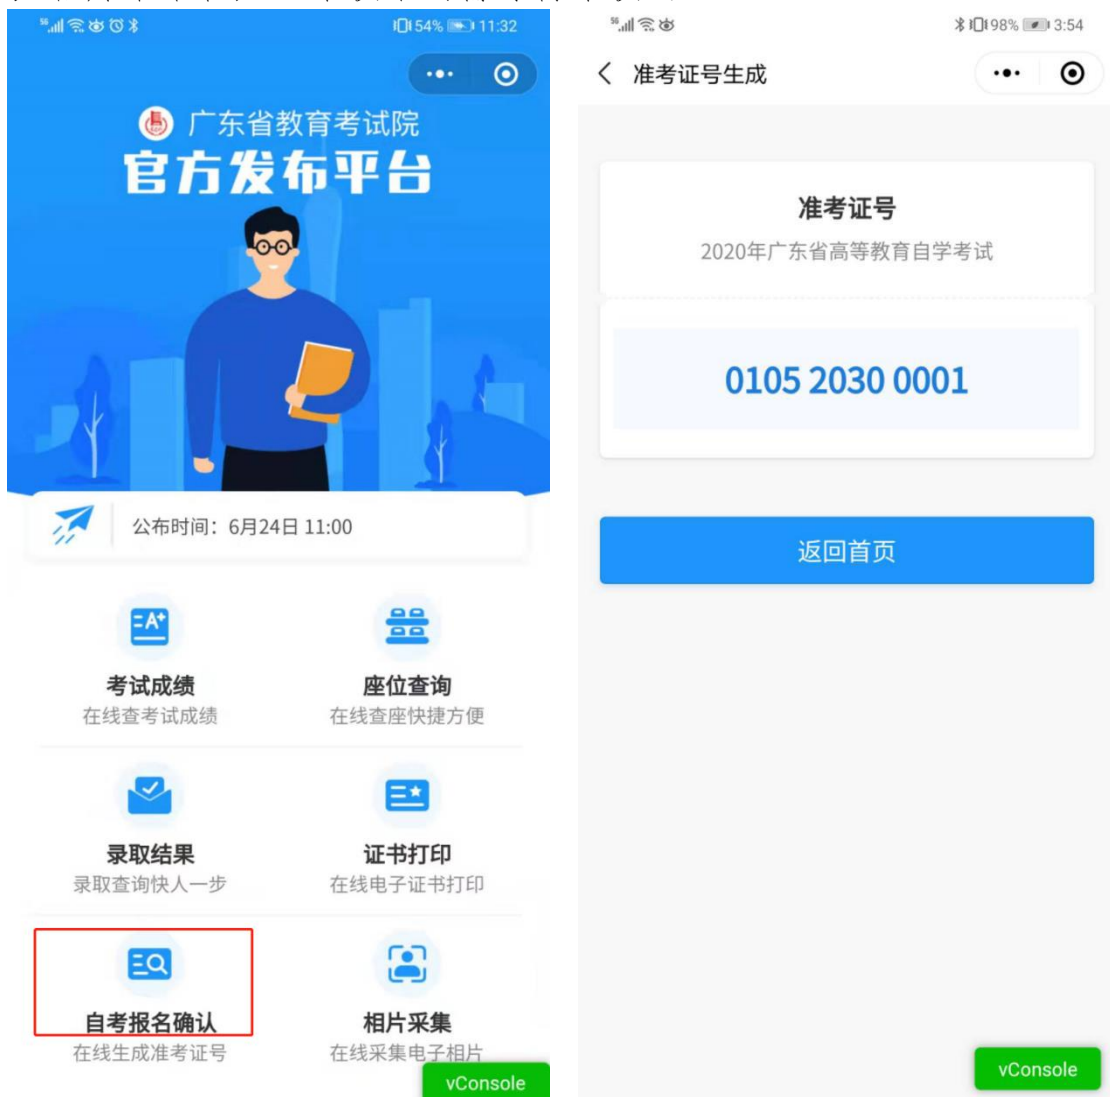 54% 11:32
广东省教育考试院
官方发布平台
公布时间：6月24日 11:00
考试成绩
在线查考试成绩
座位查询
在线查座快捷方便
录取结果
录取查询快人一步
证书打印
在线电子证书打印
自考报名确认
在线生成准考证号
相片采集
在线采集电子相片
vConsole
98% 3:54
准考证号生成
准考证号
2020年广东省高等教育自学考试
0105 2030 0001
返回首页
vConsole